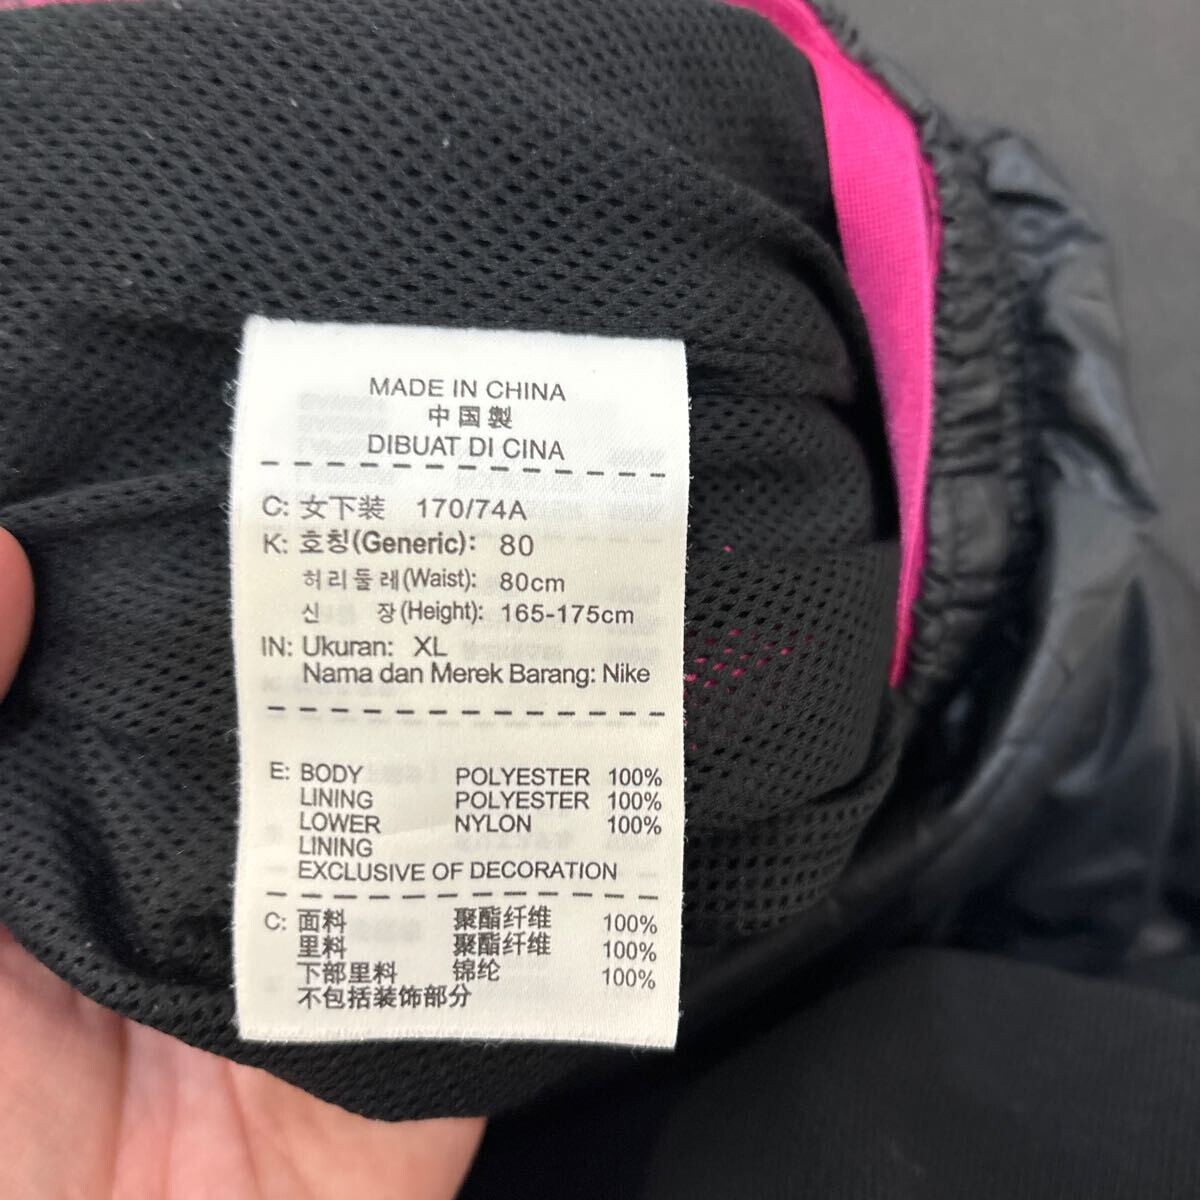 MADE IN CHINA
中国製
DIBUAT DI CINA
C: 女下装 170/74A
K: 호칭(Generic): 80
허리둘레(Waist): 80cm
신 장(Height): 165-175cm
IN: Ukuran: XL
Nama dan Merek Barang: Nike
E: BODY POLYESTER 100%
LINING POLYESTER 100%
LOWER NYLON 100%
LINING
EXCLUSIVE OF DECORATION
C: 面料 聚酯纤维 100%
里料 聚酯纤维 100%
下部里料 锦纶 100%
不包括装饰部分